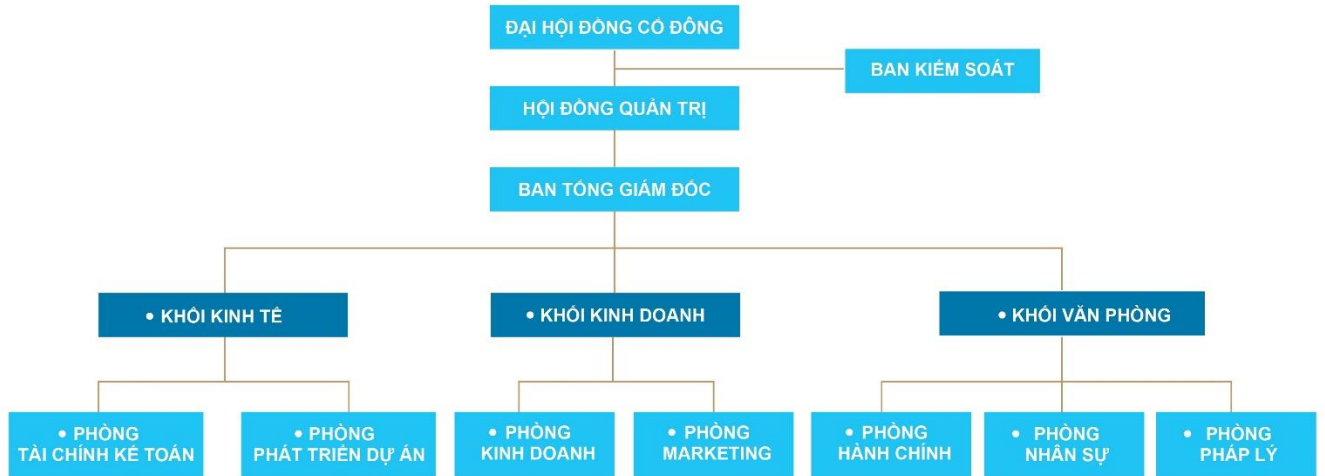 ĐẠI HỘI ĐỒNG CỔ ĐÔNG
BAN KIỂM SOÁT
HỘI ĐỒNG QUẢN TRỊ
BAN TỔNG GIÁM ĐỐC
• KHỐI KINH TẾ
• KHỐI KINH DOANH
• KHỐI VĂN PHÒNG
• PHÒNG
TÀI CHÍNH KẾ TOÁN
• PHÒNG
PHÁT TRIỂN DỰ ÁN
• PHÒNG
KINH DOANH
• PHÒNG
MARKETING
• PHÒNG
HÀNH CHÍNH
• PHÒNG
NHÂN SỰ
• PHÒNG
PHÁP LÝ